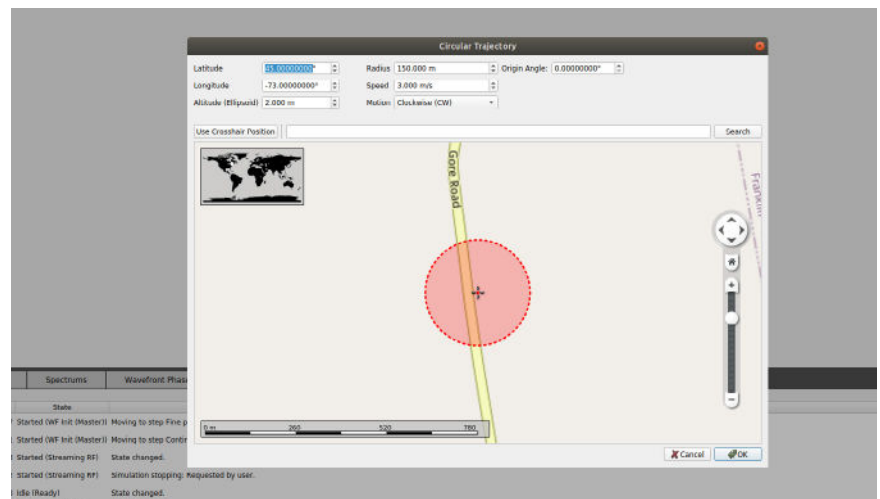 Circular Trajectory
Latitude 45.00000000° Radius 150.000 m Origin Angle: 0.00000000°
Longitude -73.00000000° Speed 3.000 m/s
Altitude (Ellipsoid) 2.000 m Motion Clockwise (CW)
Use Crosshair Position Search
Gore Road
Franklin
0 m 260 520 780
Cancel OK
Spectrums Wavefront Phas
State
Started (WF Init (Master)) Moving to step Fine p
Started (WF Init (Master)) Moving to step Contin
Started (Streaming RF) State changed.
Started (Streaming RF) Simulation stopping: Requested by user.
Idle (Ready) State changed.